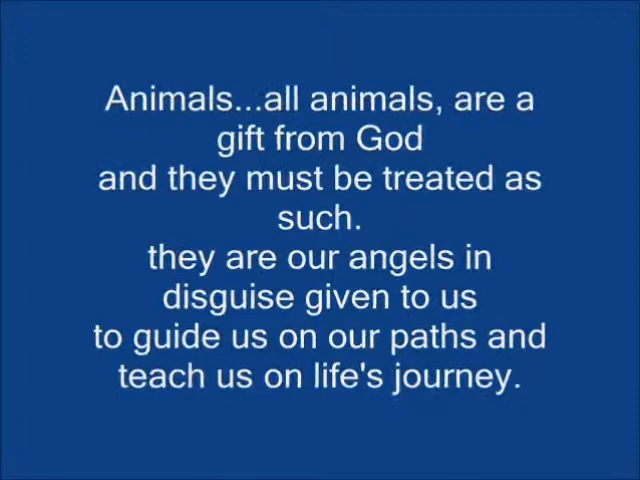 Animals...all animals, are a
gift from God
and they must be treated as
such.
they are our angels in
disguise given to us
to guide us on our paths and
teach us on life's journey.